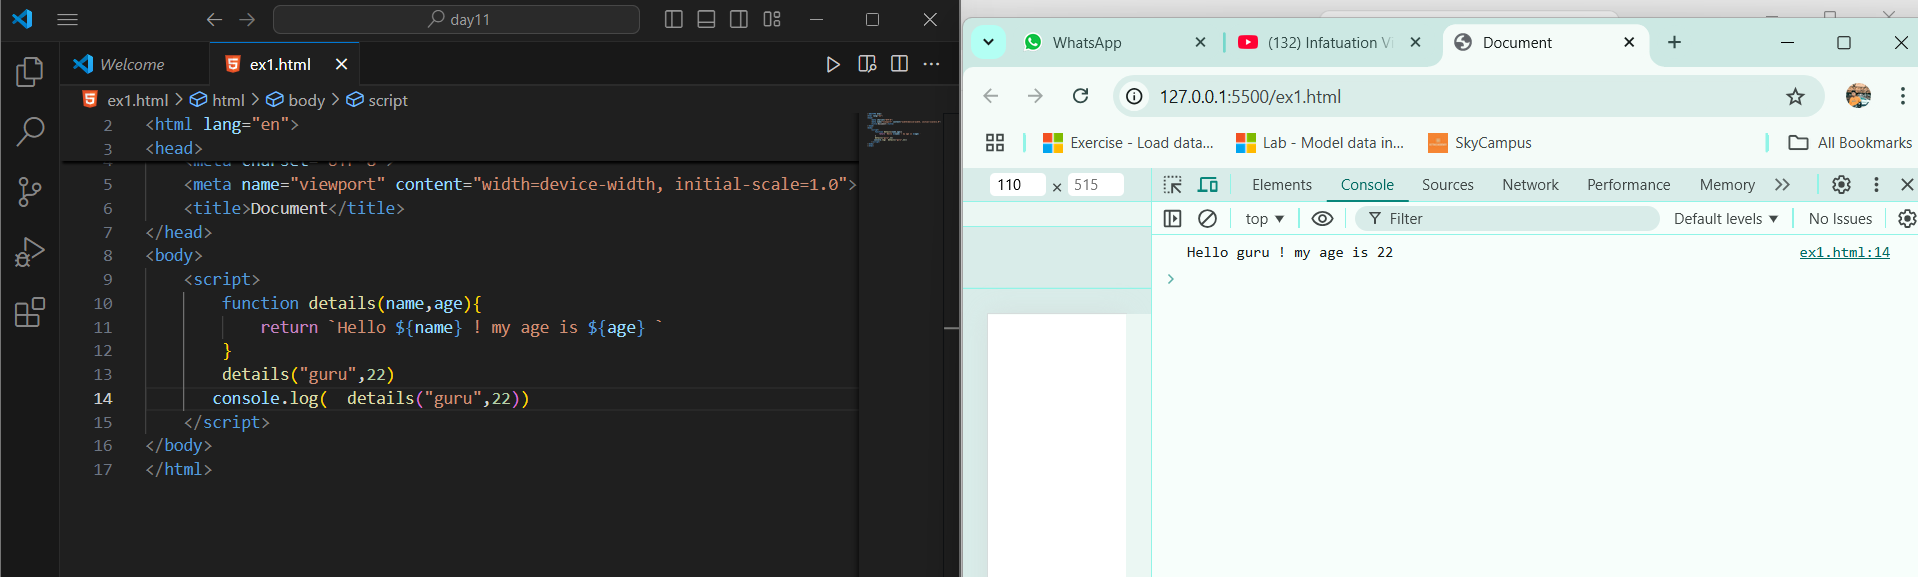 day11
Welcome
ex1.html
ex1.html > html > body > script
2 <html lang="en">
3 <head>
5 <meta name="viewport" content="width=device-width, initial-scale=1.0">
6 <title>Document</title>
7 </head>
8 <body>
9 <script>
10 function details(name,age){
11 return `Hello ${name} ! my age is ${age} `
12 }
13 details("guru",22)
14 console.log(  details("guru",22))
15 </script>
16 </body>
17 </html>
WhatsApp
(132) Infatuation
Document
127.0.0.1:5500/ex1.html
Exercise - Load data...
Lab - Model data in...
SkyCampus
All Bookmarks
110 × 515
Elements Console Sources Network Performance Memory
top Filter Default levels No Issues
Hello guru ! my age is 22 ex1.html:14